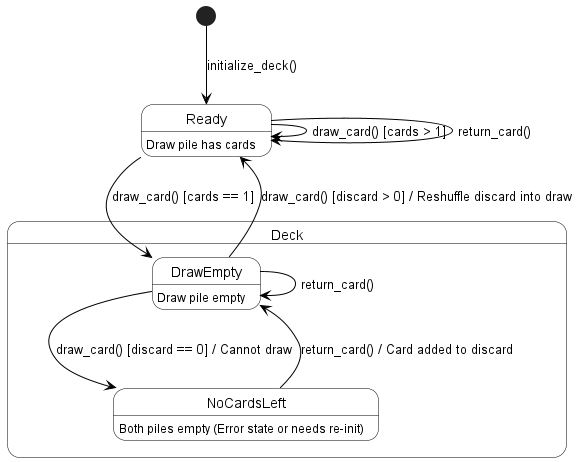 initialize_deck()
Ready
Draw pile has cards
draw_card() [cards > 1]
return_card()
draw_card() [cards == 1]
draw_card() [discard > 0] / Reshuffle discard into draw
Deck
DrawEmpty
Draw pile empty
return_card()
draw_card() [discard == 0] / Cannot draw
return_card() / Card added to discard
NoCardsLeft
Both piles empty (Error state or needs re-init)